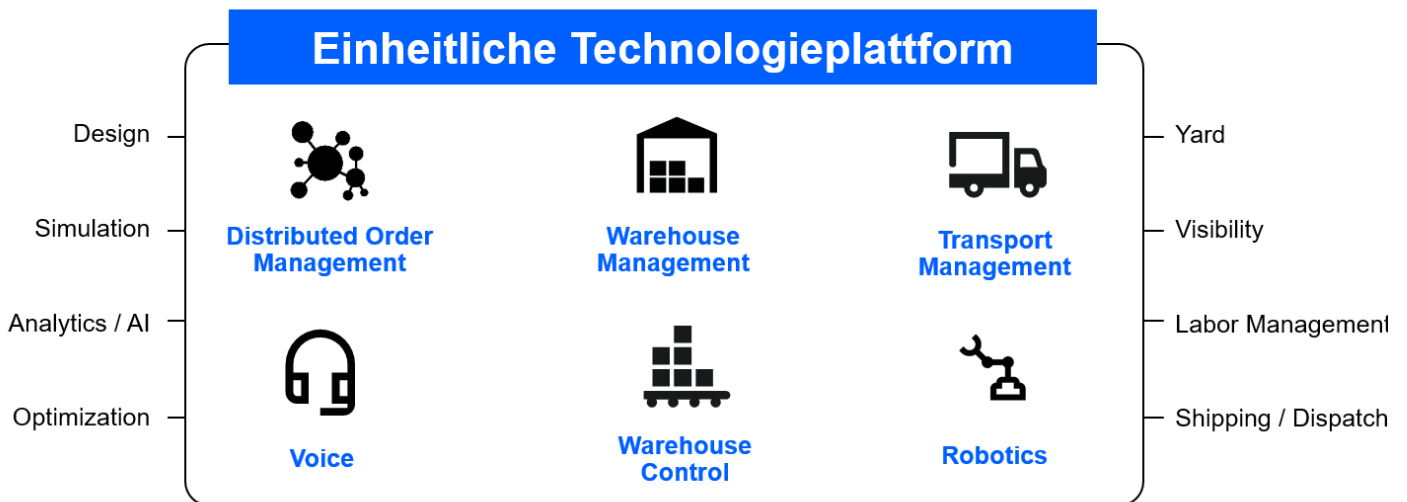 Einheitliche Technologieplattform
Design
Simulation
Analytics / AI
Optimization
Distributed Order
Management
Warehouse
Management
Transport
Management
Voice
Warehouse
Control
Robotics
Yard
Visibility
Labor Management
Shipping / Dispatch